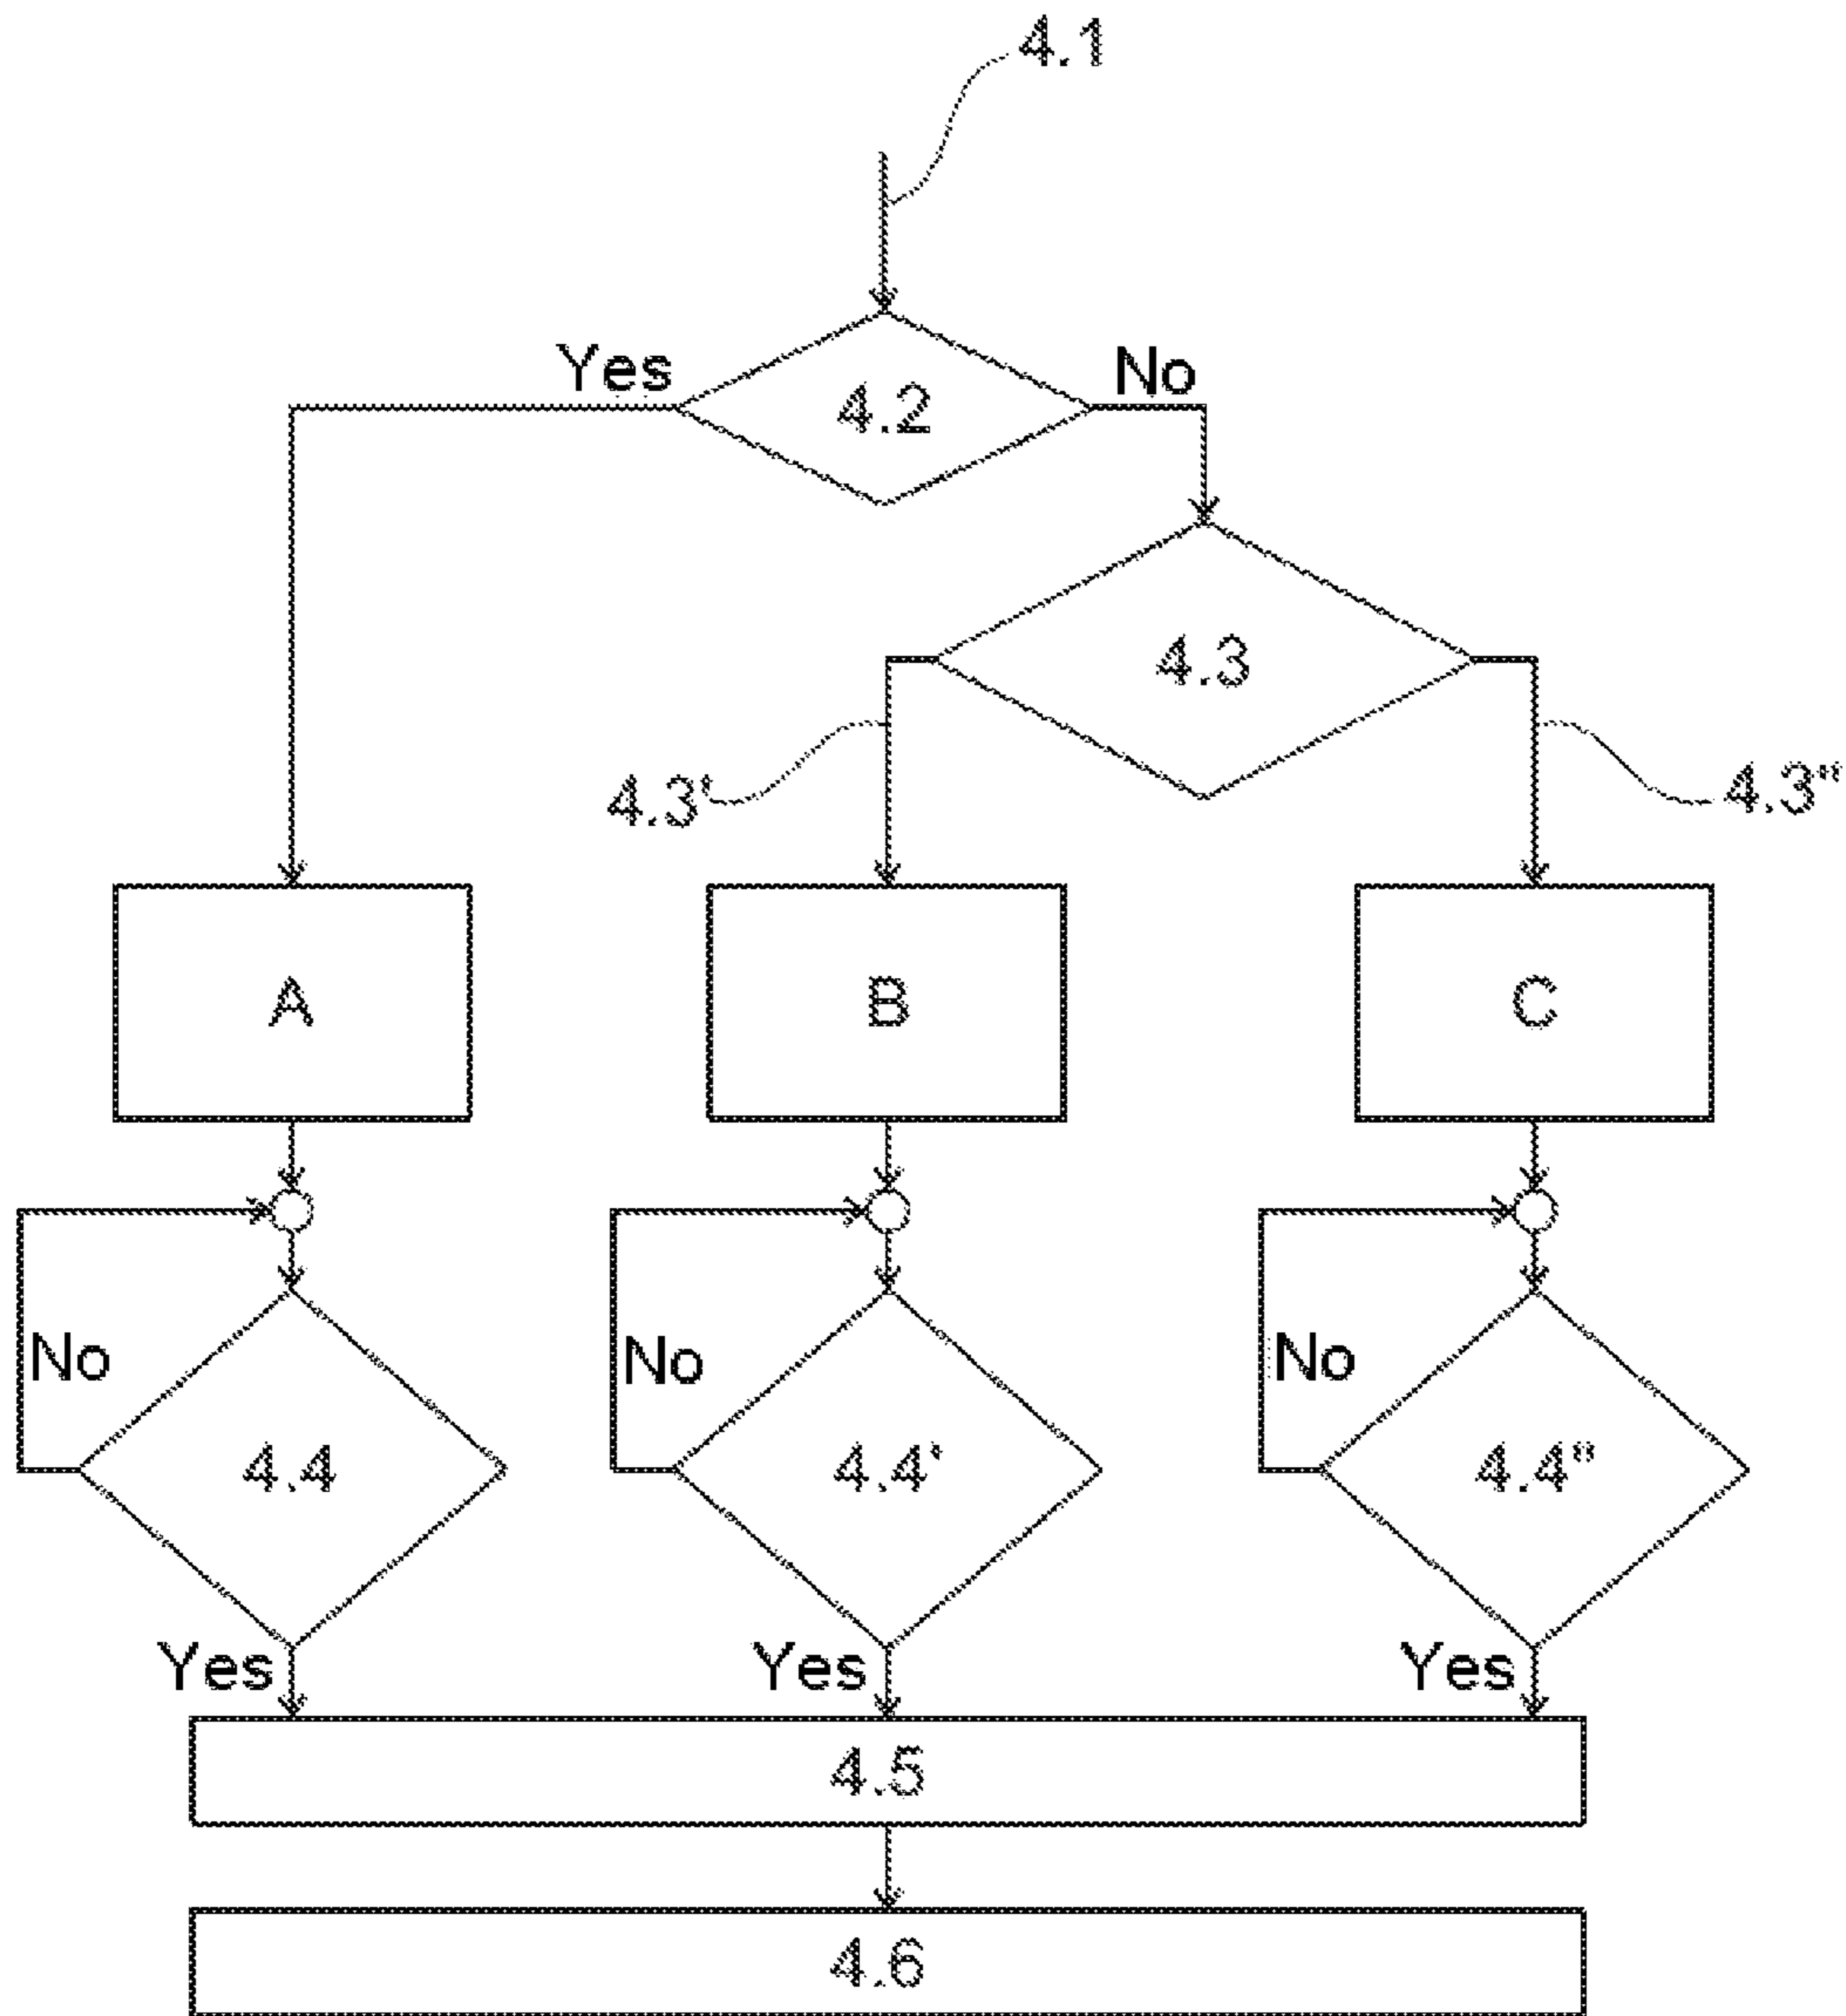 4.1
Yes
No
4.2
4.3
4.3'
4.3"
A
B
C
No
No
No
4.4
4.4'
4.4"
Yes
Yes
Yes
4.5
4.6